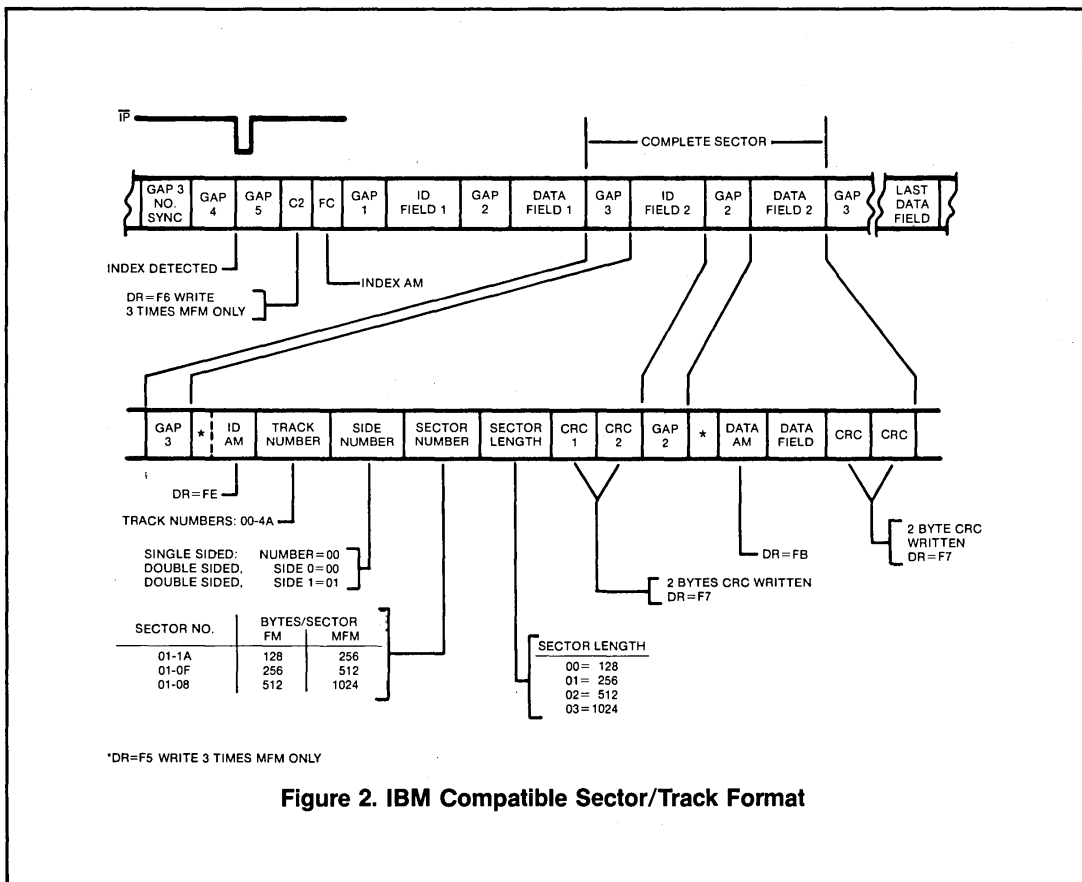 IP
COMPLETE SECTOR
GAP 3 NO. SYNC
GAP 4
GAP 5
C2
FC
GAP 1
ID FIELD 1
GAP 2
DATA FIELD 1
GAP 3
ID FIELD 2
GAP 2
DATA FIELD 2
GAP 3
LAST DATA FIELD
INDEX DETECTED
INDEX AM
DR=F6 WRITE
3 TIMES MFM ONLY
GAP 3
*
ID AM
TRACK NUMBER
SIDE NUMBER
SECTOR NUMBER
SECTOR LENGTH
CRC 1
CRC 2
GAP 2
*
DATA AM
DATA FIELD
CRC
CRC
DR=FE
TRACK NUMBERS: 00-4A
SINGLE SIDED: NUMBER=00
DOUBLE SIDED, SIDE 0=00
DOUBLE SIDED, SIDE 1=01
DR=FB
2 BYTE CRC
WRITTEN
DR=F7
2 BYTES CRC WRITTEN
DR=F7
SECTOR NO. BYTES/SECTOR
FM MFM
01-1A 128 256
01-0F 256 512
01-08 512 1024
SECTOR LENGTH
00= 128
01= 256
02= 512
03=1024
*DR=F5 WRITE 3 TIMES MFM ONLY
Figure 2. IBM Compatible Sector/Track Format